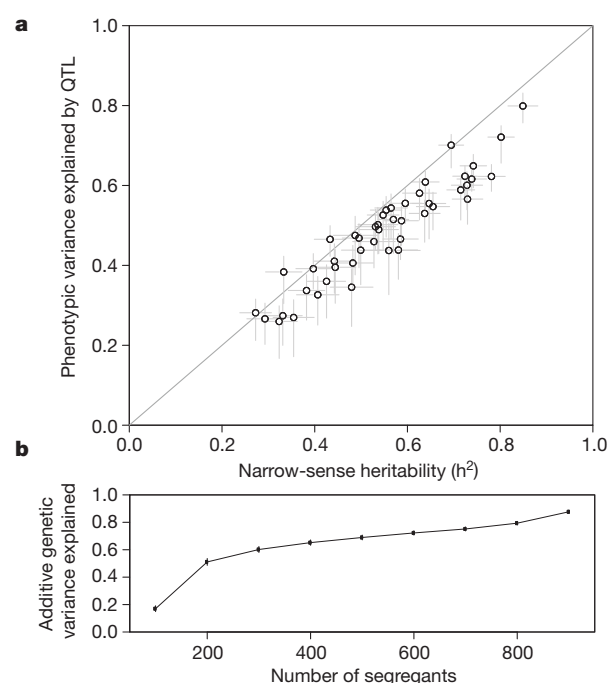 a
Phenotypic variance explained by QTL
1.0
0.8
0.6
0.4
0.2
0.0
0.0 0.2 0.4 0.6 0.8 1.0
Narrow-sense heritability (h²)
b
Additive genetic
variance explained
1.0
0.8
0.6
0.4
0.2
0.0
200 400 600 800
Number of segregants